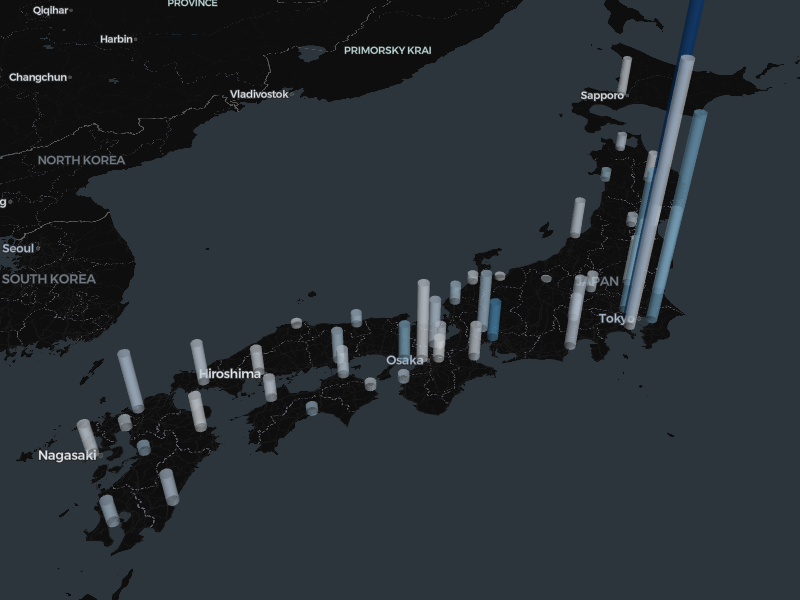 PROVINCE
Qiqihar
Harbin
PRIMORSKY KRAI
Changchun
Vladivostok
Sapporo
NORTH KOREA
Seoul
SOUTH KOREA
JAPAN
Tokyo
Osaka
Hiroshima
Nagasaki